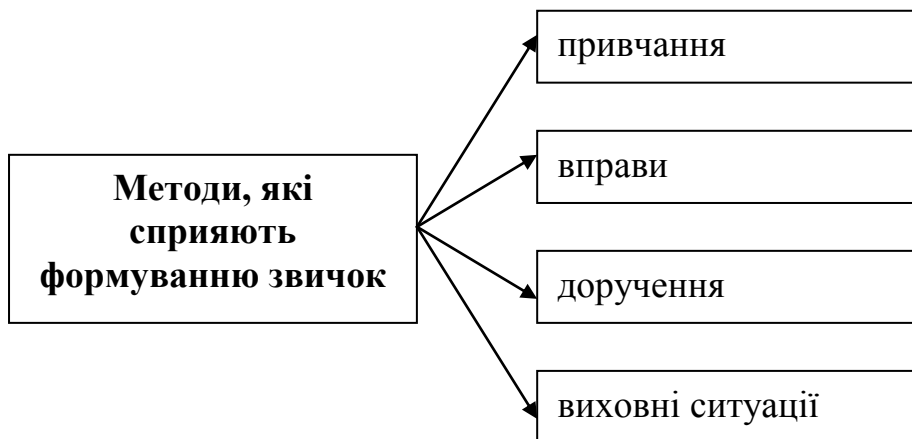 Методи, які
сприяють
формуванню звичок
привчання
вправи
доручення
виховні ситуації